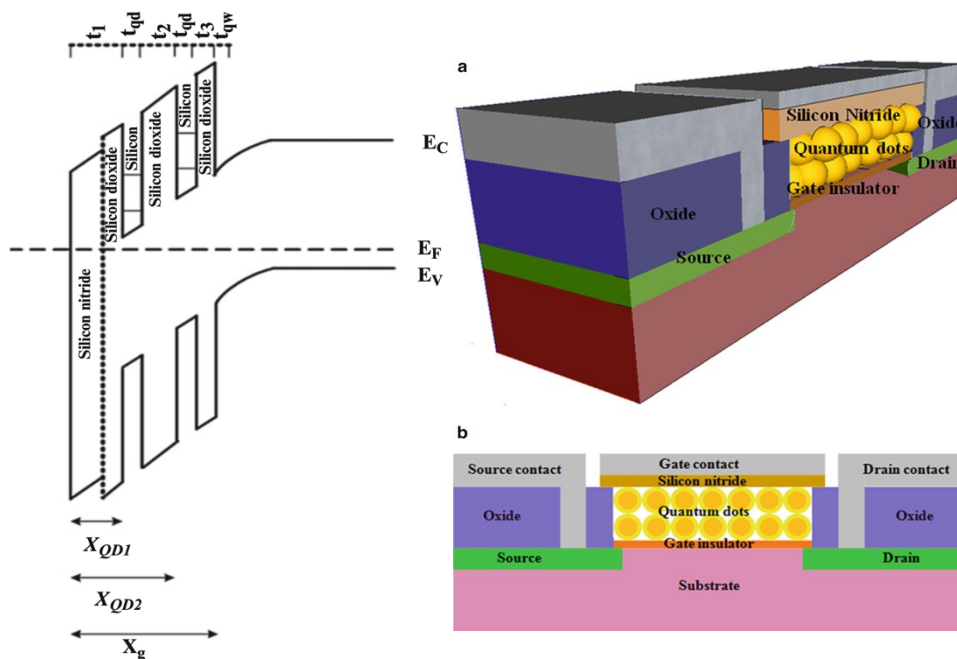 t1 tqd t2 tqd t3 tqw
Silicon nitride
Silicon dioxide
Silicon
Silicon dioxide
Silicon
Silicon dioxide
EC
EF
EV
XQD1
XQD2
Xg
a
Silicon Nitride
Quantum dots
Gate insulator
Oxide
Drain
Oxide
Source
b
Source contact
Gate contact
Drain contact
Silicon nitride
Oxide
Quantum dots
Oxide
Gate insulator
Source
Drain
Substrate